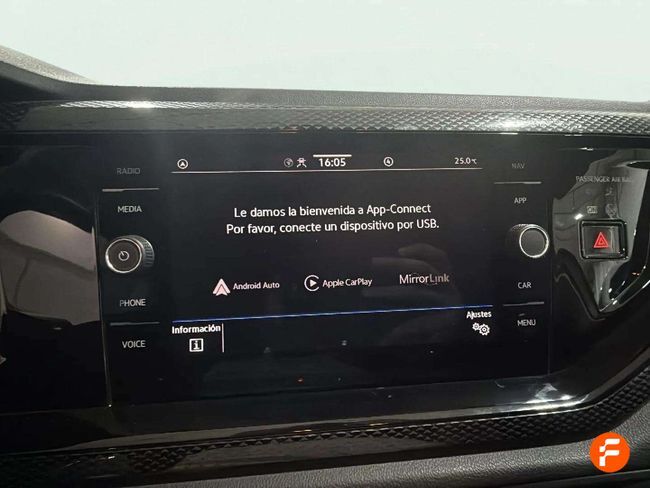 RADIO
MEDIA
PHONE
VOICE
16:05
25.0°C
Le damos la bienvenida a App-Connect
Por favor, conecte un dispositivo por USB.
Android Auto
Apple CarPlay
MirrorLink
Información
Ajustes
NAV
APP
CAR
MENU
PASSENGER AIR BAG